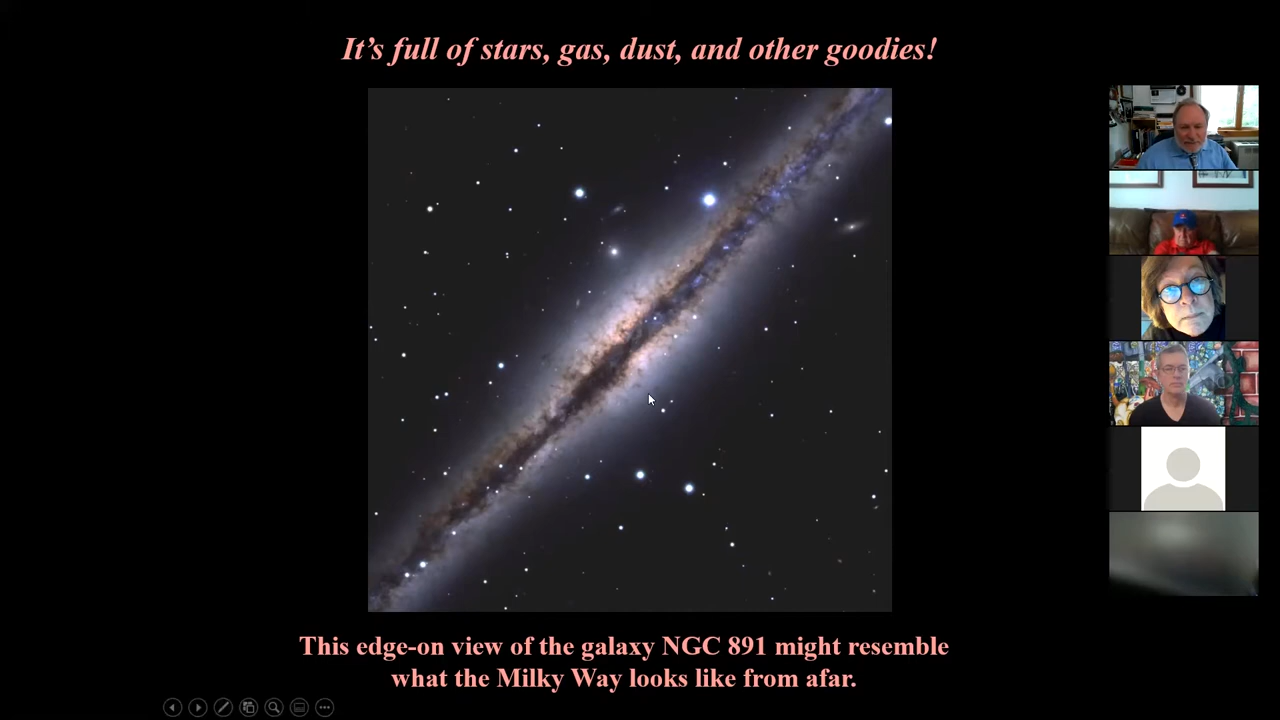 It’s full of stars, gas, dust, and other goodies!
This edge-on view of the galaxy NGC 891 might resemble
what the Milky Way looks like from afar.